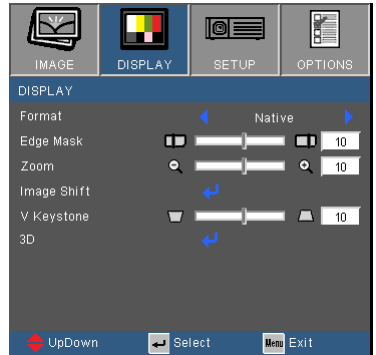 IMAGE DISPLAY SETUP OPTIONS
DISPLAY
Format Native
Edge Mask 10
Zoom 10
Image Shift
V Keystone 10
3D
UpDown Select Menu Exit